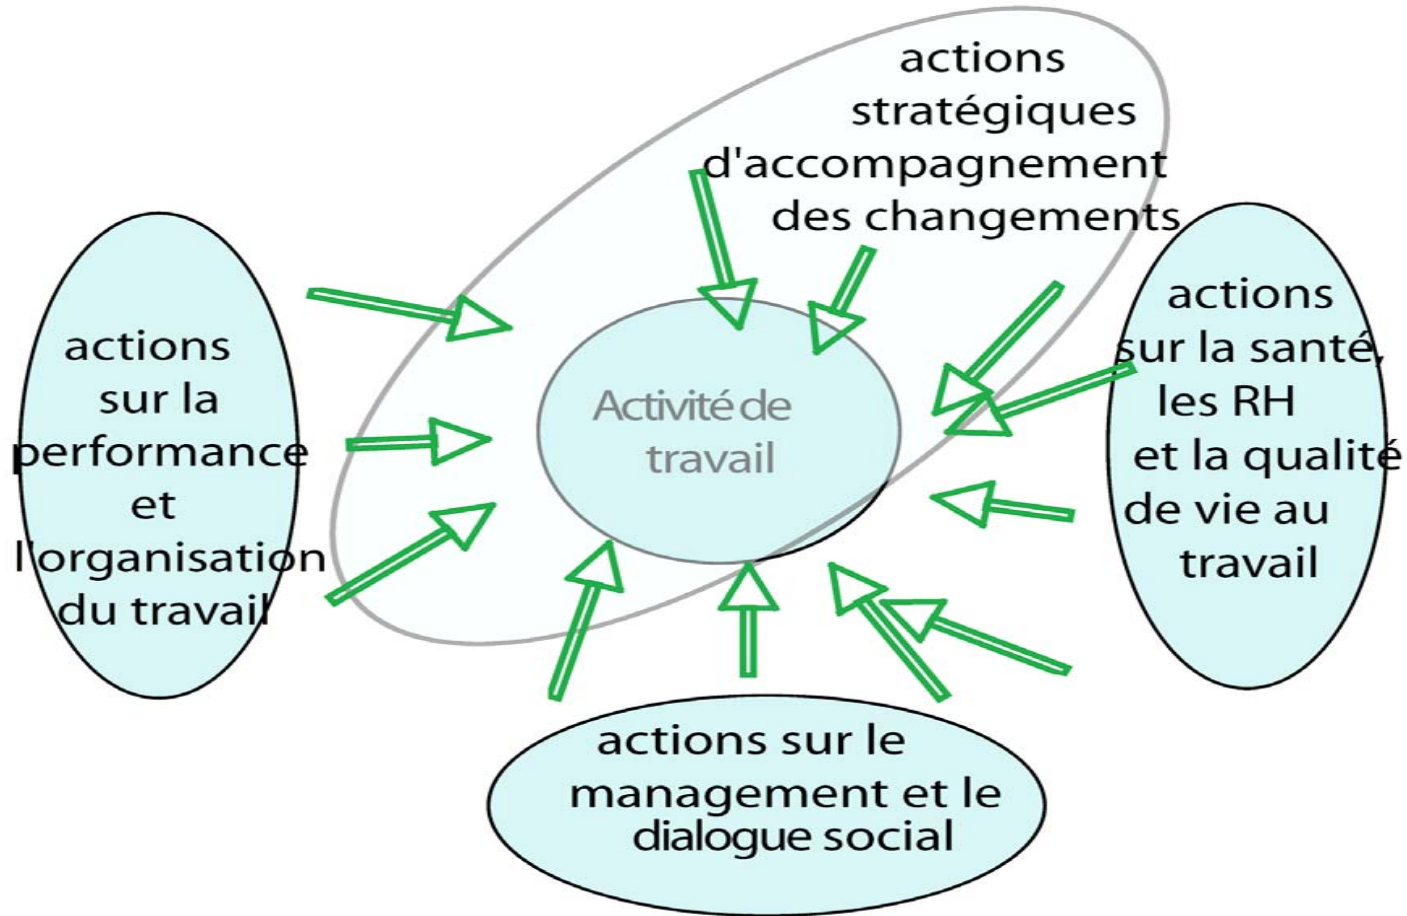 actions
stratégiques
d'accompagnement
des changements
actions
sur la
performance
et
l'organisation
du travail
Activité de
travail
actions
sur la santé,
les RH
et la qualité
de vie au
travail
actions sur le
management et le
dialogue social